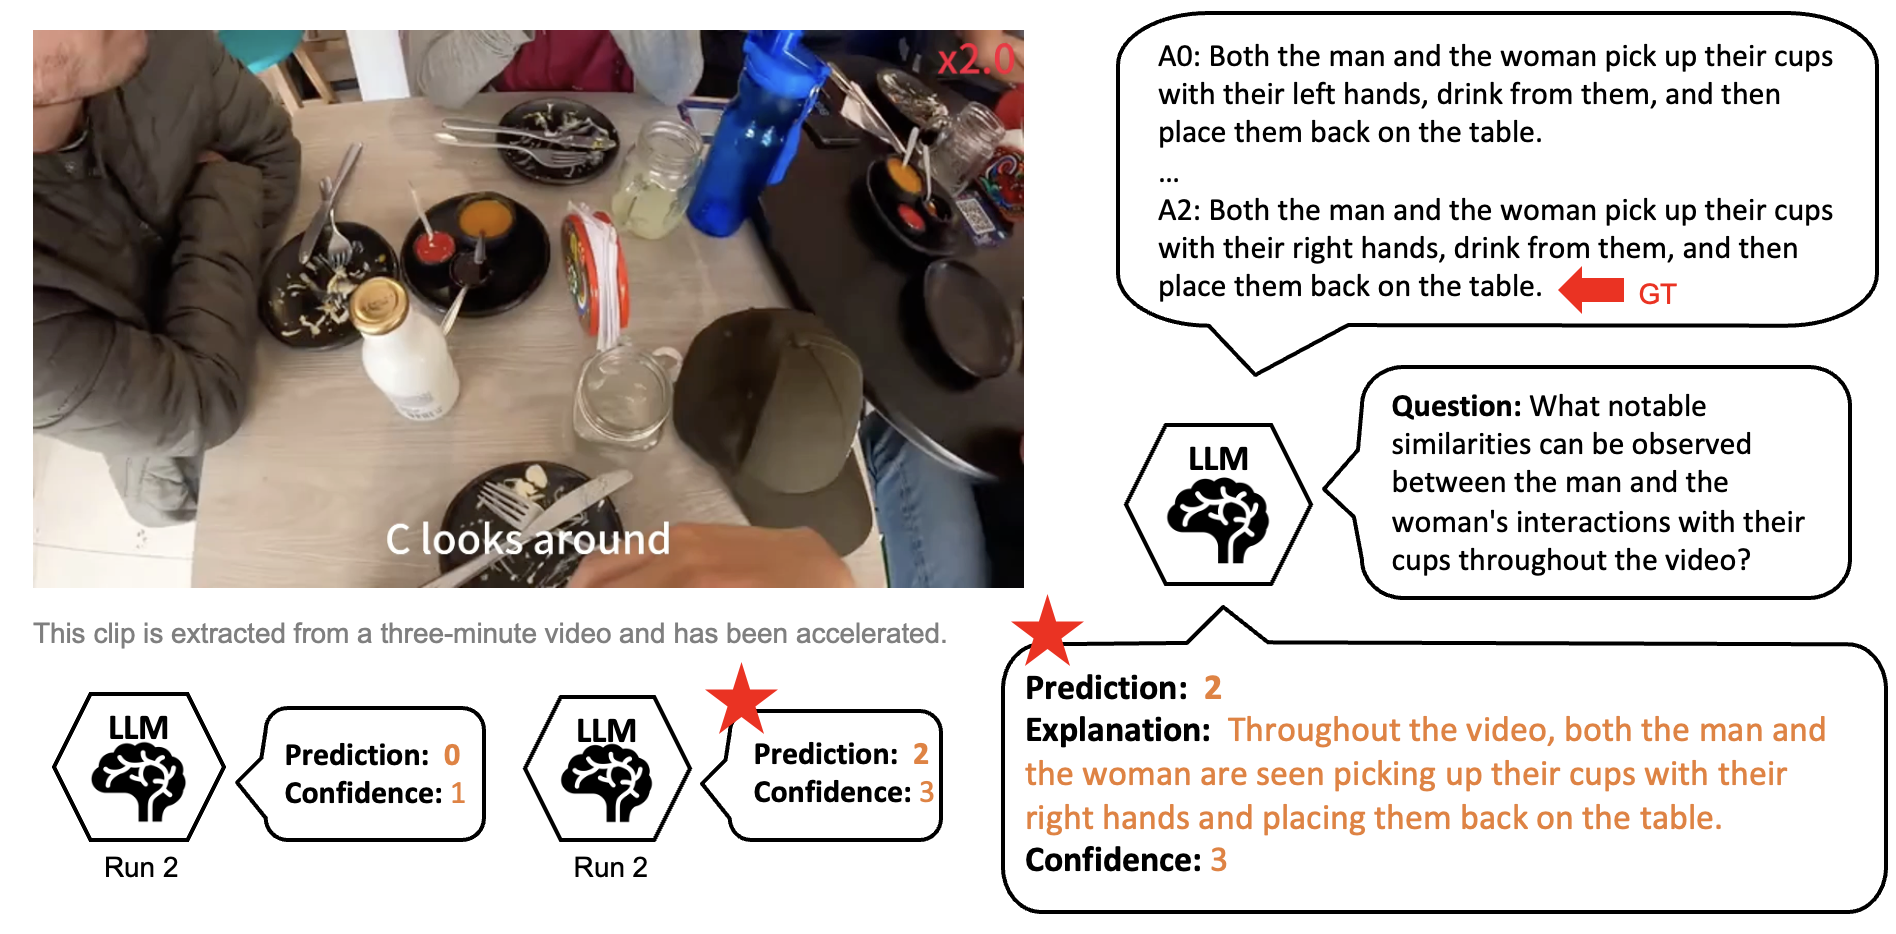 x2.0
C looks around
This clip is extracted from a three-minute video and has been accelerated.
A0: Both the man and the woman pick up their cups
with their left hands, drink from them, and then
place them back on the table.
...
A2: Both the man and the woman pick up their cups
with their right hands, drink from them, and then
place them back on the table.
GT
LLM
Question: What notable
similarities can be observed
between the man and the
woman's interactions with their
cups throughout the video?
LLM
Prediction: 0
Confidence: 1
Run 2
LLM
Prediction: 2
Confidence: 3
Run 2
Prediction: 2
Explanation: Throughout the video, both the man and
the woman are seen picking up their cups with their
right hands and placing them back on the table.
Confidence: 3